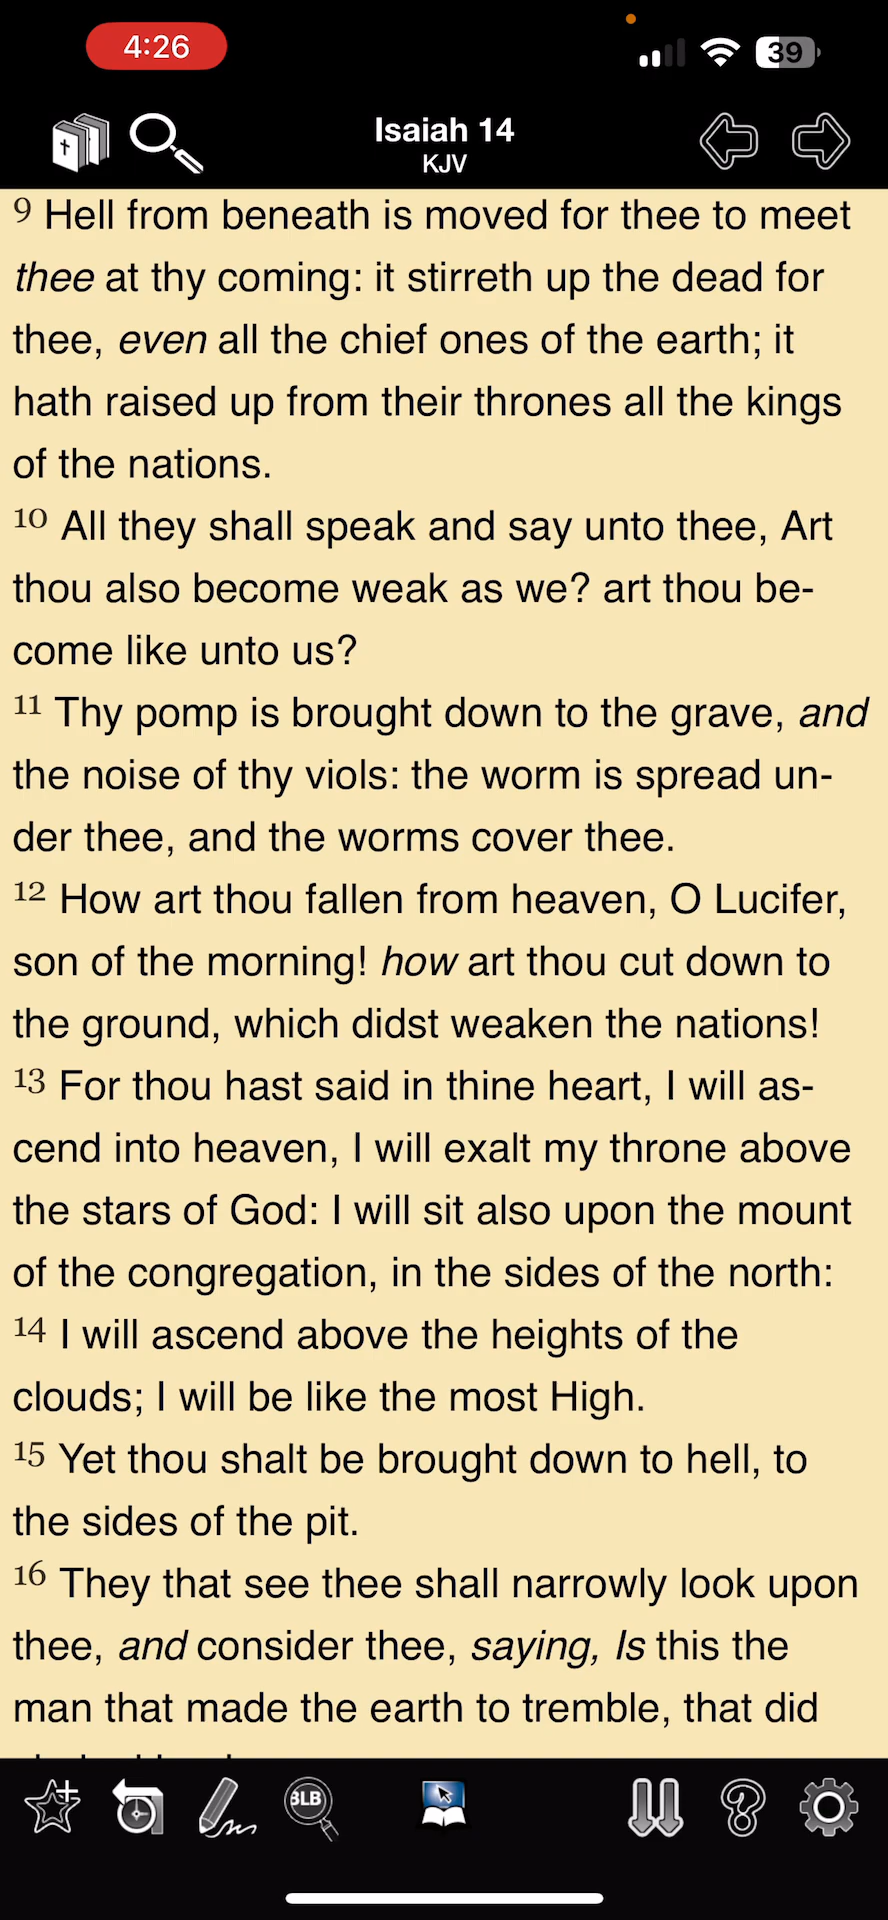 4:26
39
Isaiah 14
KJV
9 Hell from beneath is moved for thee to meet
thee at thy coming: it stirreth up the dead for
thee, even all the chief ones of the earth; it
hath raised up from their thrones all the kings
of the nations.
10 All they shall speak and say unto thee, Art
thou also become weak as we? art thou be-
come like unto us?
11 Thy pomp is brought down to the grave, and
the noise of thy viols: the worm is spread un-
der thee, and the worms cover thee.
12 How art thou fallen from heaven, O Lucifer,
son of the morning! how art thou cut down to
the ground, which didst weaken the nations!
13 For thou hast said in thine heart, I will as-
cend into heaven, I will exalt my throne above
the stars of God: I will sit also upon the mount
of the congregation, in the sides of the north:
14 I will ascend above the heights of the
clouds; I will be like the most High.
15 Yet thou shalt be brought down to hell, to
the sides of the pit.
16 They that see thee shall narrowly look upon
thee, and consider thee, saying, Is this the
man that made the earth to tremble, that did
BLB